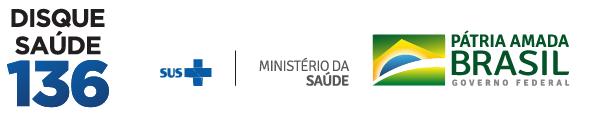 DISQUE
SAÚDE
136
SUS
MINISTÉRIO DA
SAÚDE
PÁTRIA AMADA
BRASIL
GOVERNO FEDERAL